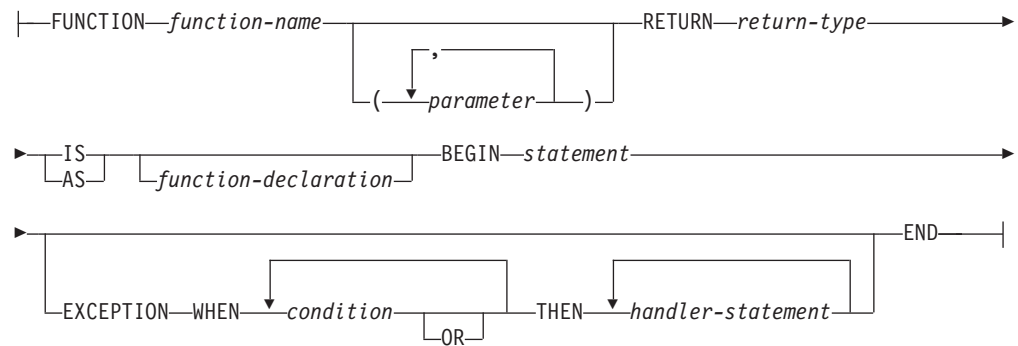 FUNCTION function-name RETURN return-type
,
( parameter )
IS BEGIN statement
AS function-declaration
END
EXCEPTION WHEN condition THEN handler-statement
OR